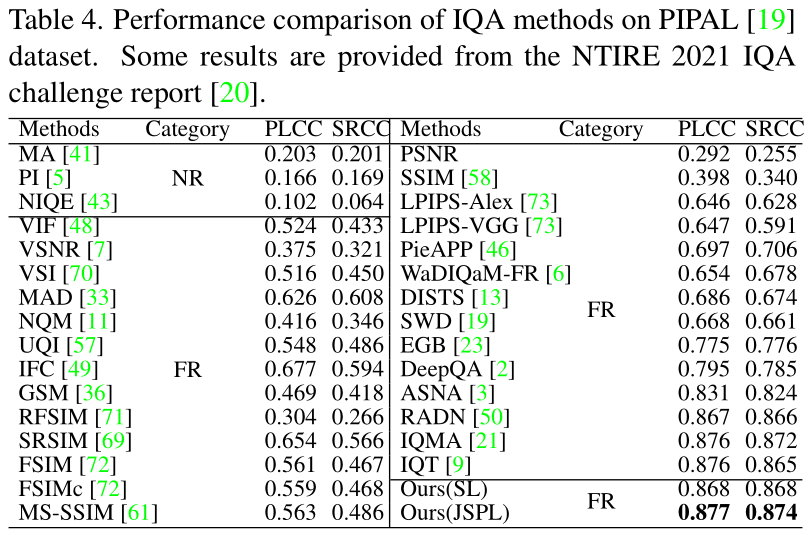 Table 4. Performance comparison of IQA methods on PIPAL [19]
dataset. Some results are provided from the NTIRE 2021 IQA
challenge report [20].
Methods Category PLCC SRCC Methods Category PLCC SRCC
MA [41] 0.203 0.201 PSNR 0.292 0.255
PI [5] NR 0.166 0.169 SSIM [58] 0.398 0.340
NIQE [43] 0.102 0.064 LPIPS-Alex [73] 0.646 0.628
VIF [48] 0.524 0.433 LPIPS-VGG [73] 0.647 0.591
VSNR [7] 0.375 0.321 PieAPP [46] 0.697 0.706
VSI [70] 0.516 0.450 WaDIQaM-FR [6] 0.654 0.678
MAD [33] 0.626 0.608 DISTS [13] FR 0.686 0.674
NQM [11] 0.416 0.346 SWD [19] 0.668 0.661
UQI [57] 0.548 0.486 EGB [23] 0.775 0.776
IFC [49] FR 0.677 0.594 DeepQA [2] 0.795 0.785
GSM [36] 0.469 0.418 ASNA [3] 0.831 0.824
RFSIM [71] 0.304 0.266 RADN [50] 0.867 0.866
SRSIM [69] 0.654 0.566 IQMA [21] 0.876 0.872
FSIM [72] 0.561 0.467 IQT [9] 0.876 0.865
FSIMc [72] 0.559 0.468 Ours(SL) FR 0.868 0.868
MS-SSIM [61] 0.563 0.486 Ours(JSPL) 0.877 0.874